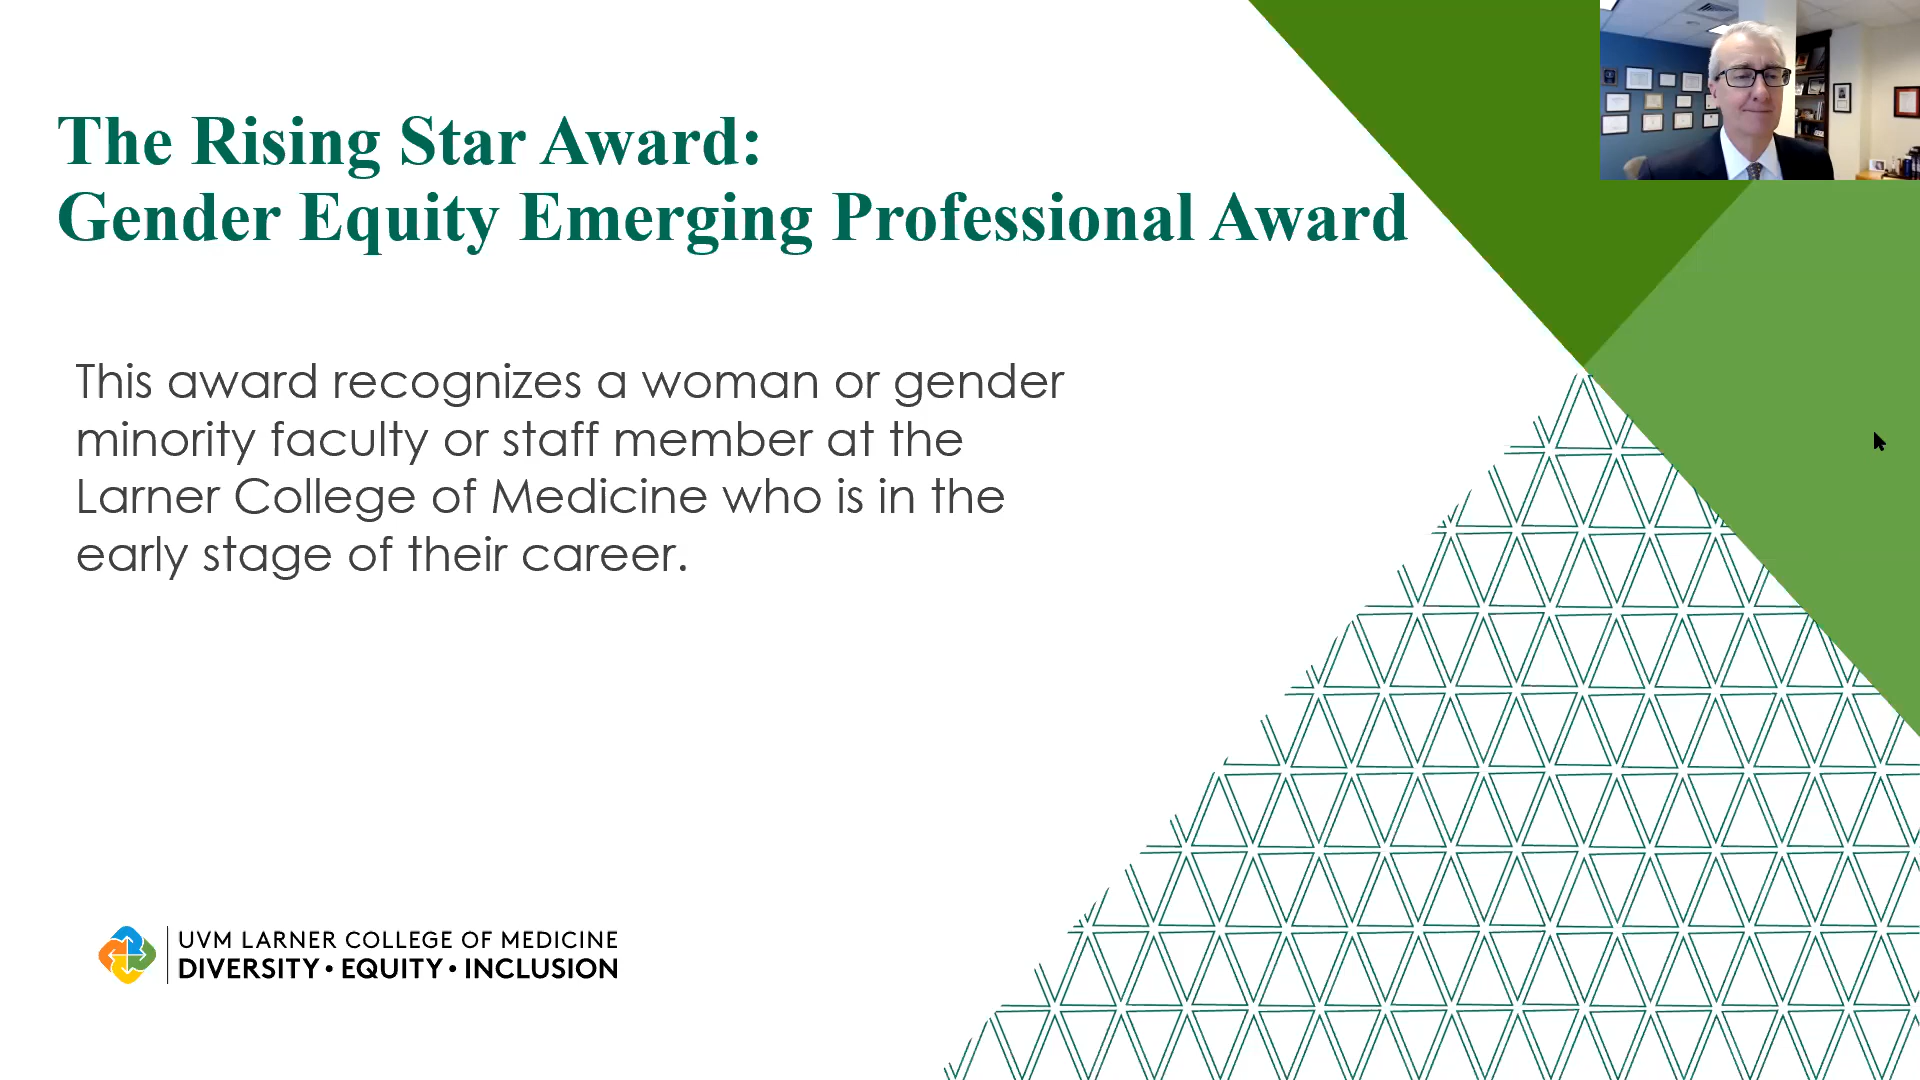 The Rising Star Award:
Gender Equity Emerging Professional Award
This award recognizes a woman or gender
minority faculty or staff member at the
Larner College of Medicine who is in the
early stage of their career.
UVM LARNER COLLEGE OF MEDICINE
DIVERSITY • EQUITY • INCLUSION